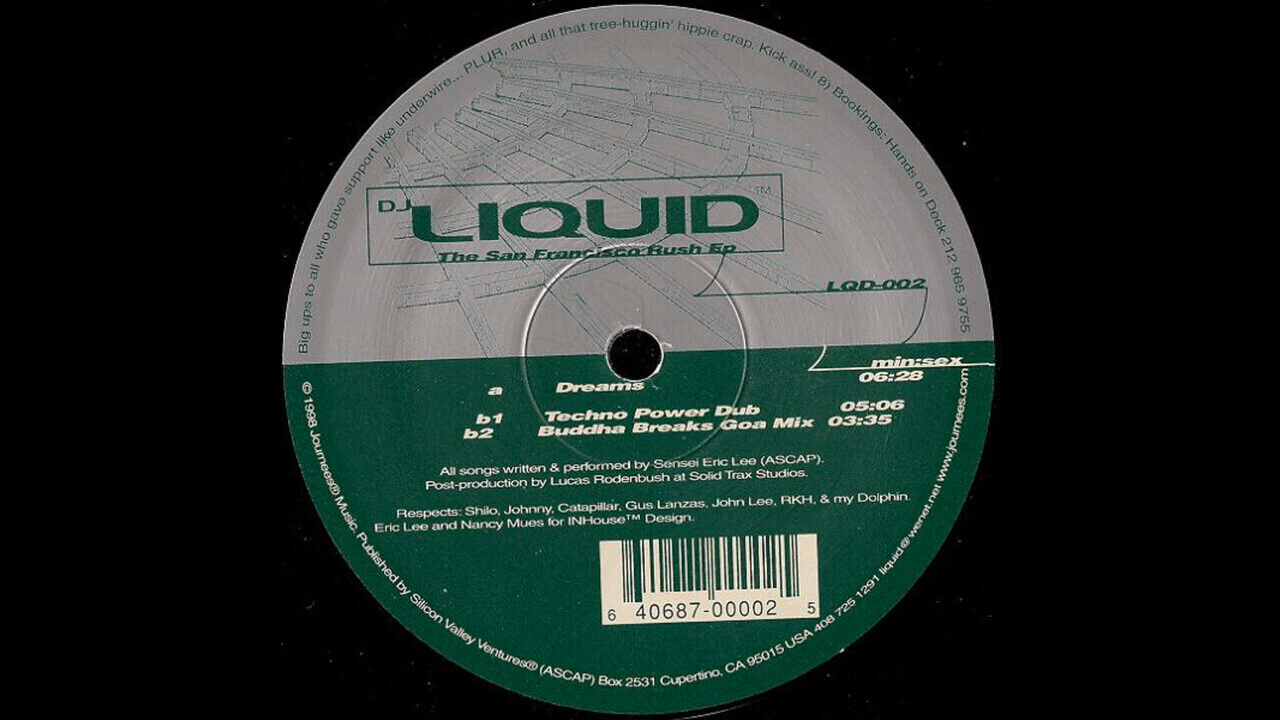 Big ups to all who gave support like underwire... PLUR, and all that tree-huggin' hippie crap. Kick ass! 8) Bookings: Hands on Deck 212 965 9755
DJ LIQUID TM
The San Francisco Rush Ep
LQD-002
min:sex
a Dreams 06:28
b1 Techno Power Dub 05:06
b2 Buddha Breaks Goa Mix 03:35
All songs written & performed by Sensei Eric Lee (ASCAP).
Post-production by Lucas Rodenbush at Solid Trax Studios.
Respects: Shilo, Johnny, Catapillar, Gus Lanzas, John Lee, RKH, & my Dolphin.
Eric Lee and Nancy Mues for INHouse™ Design.
6 40687-00002 5
© 1998 Journees® Music. Published by Silicon Valley Ventures® (ASCAP) Box 2531 Cupertino, CA 95015 USA 408 725 1291 liquid@wenet.net www.journees.com